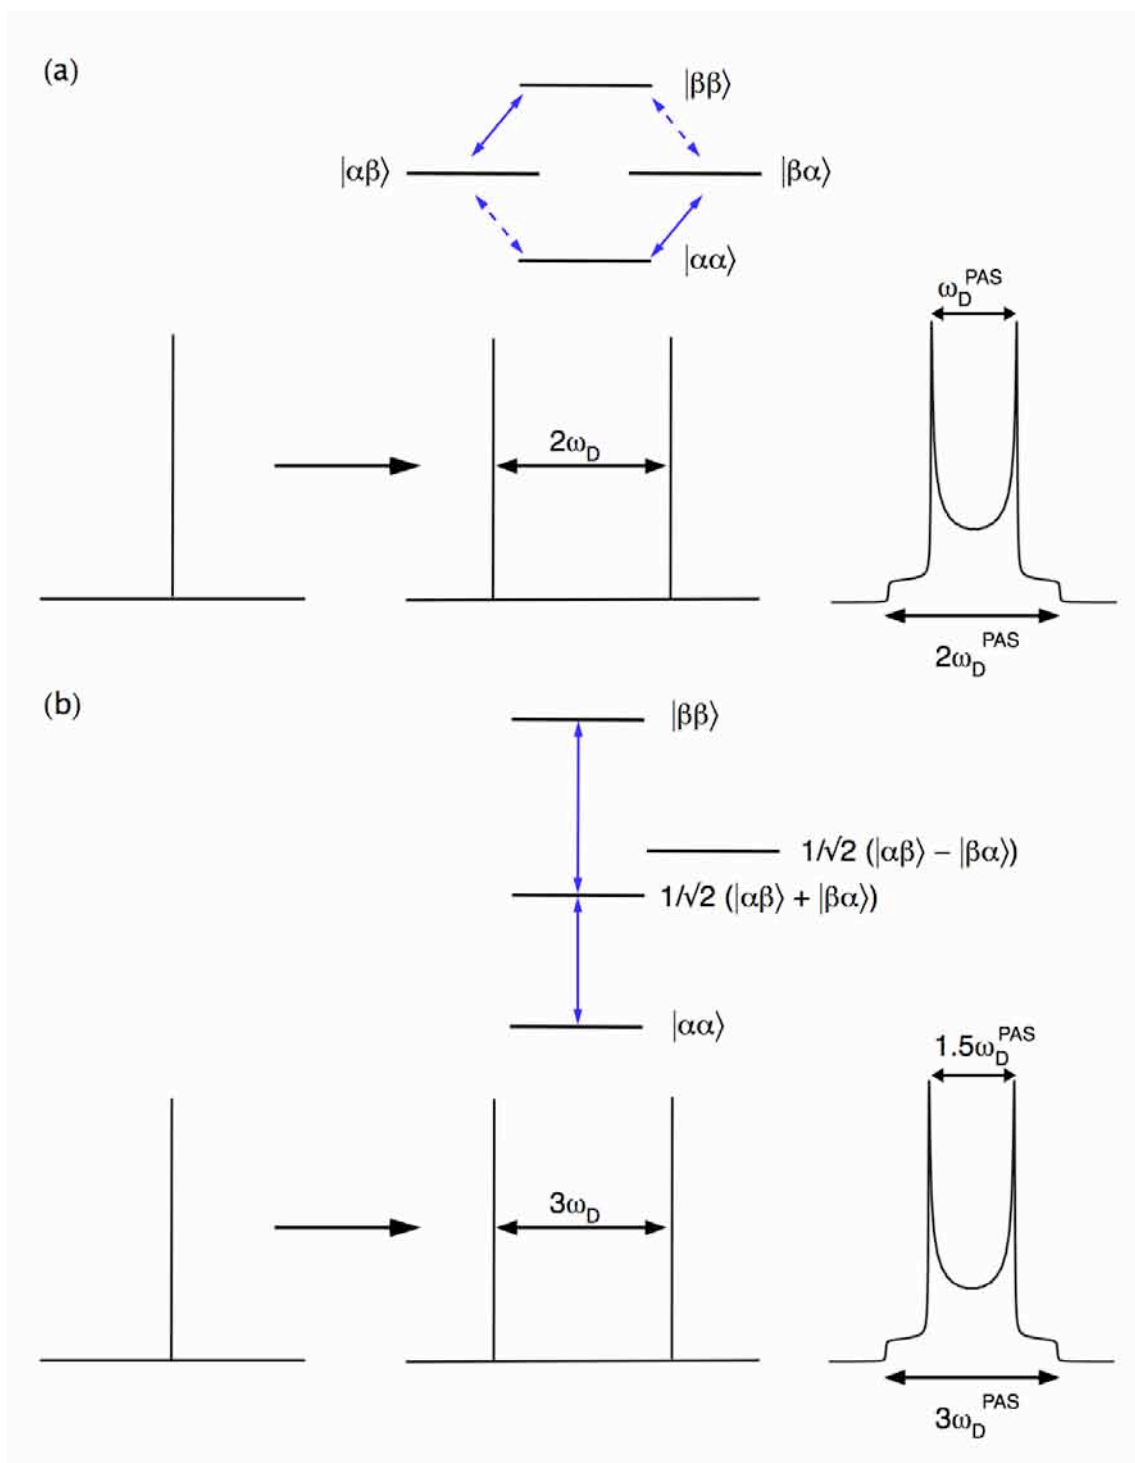 (a)
|ββ⟩
|αβ⟩
|βα⟩
|αα⟩
ω_D^PAS
2ω_D
2ω_D^PAS
(b)
|ββ⟩
1/√2 (|αβ⟩ – |βα⟩)
1/√2 (|αβ⟩ + |βα⟩)
|αα⟩
1.5ω_D^PAS
3ω_D
3ω_D^PAS